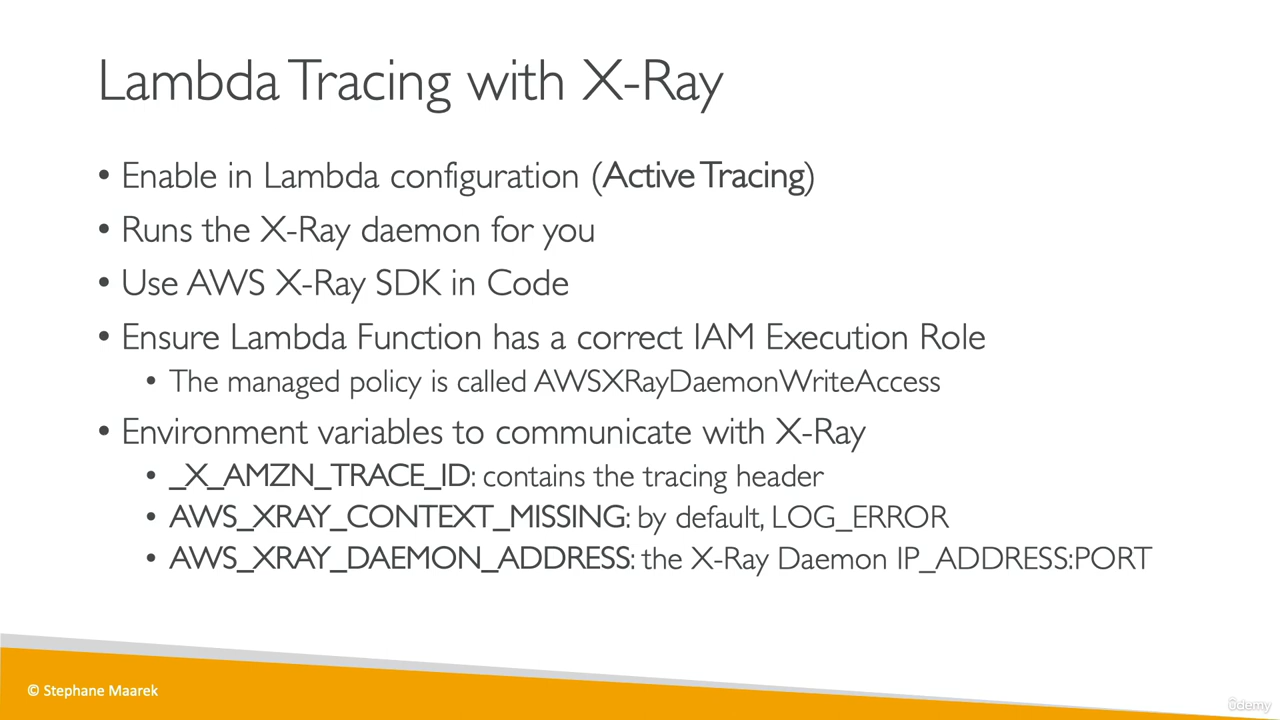 Lambda Tracing with X-Ray
• Enable in Lambda configuration (Active Tracing)
• Runs the X-Ray daemon for you
• Use AWS X-Ray SDK in Code
• Ensure Lambda Function has a correct IAM Execution Role
• The managed policy is called AWSXRayDaemonWriteAccess
• Environment variables to communicate with X-Ray
• _X_AMZN_TRACE_ID: contains the tracing header
• AWS_XRAY_CONTEXT_MISSING: by default, LOG_ERROR
• AWS_XRAY_DAEMON_ADDRESS: the X-Ray Daemon IP_ADDRESS:PORT
© Stephane Maarek
ûdemy